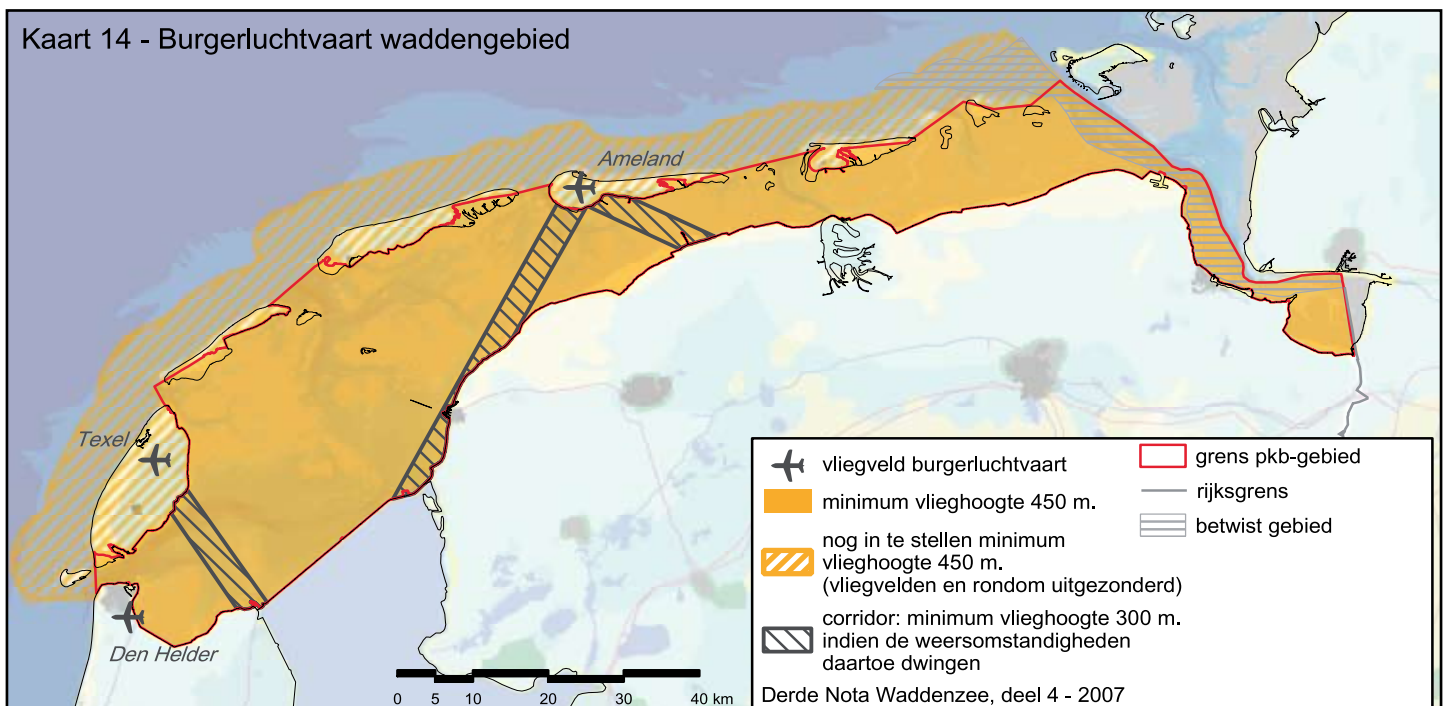 Kaart 14 - Burgerluchtvaart waddengebied
Ameland
Texel
Den Helder
0 5 10 20 30 40 km
vliegveld burgerluchtvaart
minimum vlieghoogte 450 m.
nog in te stellen minimum
vlieghoogte 450 m.
(vliegvelden en rondom uitgezonderd)
corridor: minimum vlieghoogte 300 m.
indien de weersomstandigheden
daartoe dwingen
grens pkb-gebied
rijksgrens
betwist gebied
Derde Nota Waddenzee, deel 4 - 2007